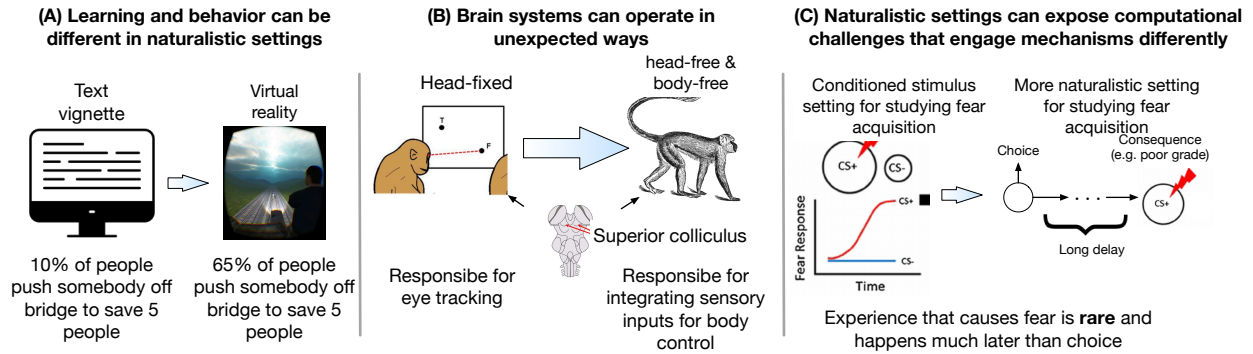 (A) Learning and behavior can be
different in naturalistic settings
Text
vignette
Virtual
reality
10% of people
push somebody off
bridge to save 5
people
65% of people
push somebody off
bridge to save 5
people
(B) Brain systems can operate in
unexpected ways
Head-fixed
head-free &
body-free
T
F
Superior colliculus
Responsibe for
eye tracking
Responsibe for
integrating sensory
inputs for body
control
(C) Naturalistic settings can expose computational
challenges that engage mechanisms differently
Conditioned stimulus
setting for studying fear
acquisition
CS+
CS-
Fear Response
CS+
CS-
Time
More naturalistic setting
for studying fear
acquisition
Choice
Consequence
(e.g. poor grade)
. . .
CS+
Long delay
Experience that causes fear is rare and
happens much later than choice